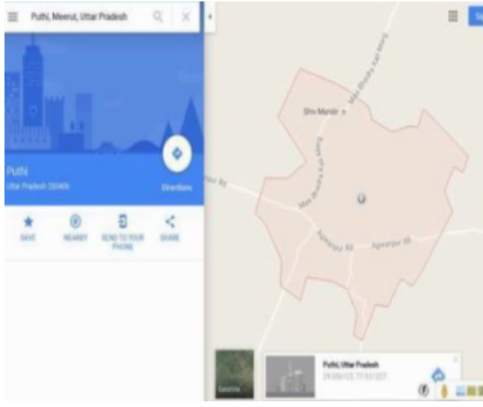 Puthi, Meerut, Uttar Pradesh
Puthi
Uttar Pradesh 250406
Directions
SAVE
NEARBY
SEND TO YOUR
PHONE
SHARE
Shiv Mandir
Agwanpur Rd
Agwanpur Rd
Puthi, Uttar Pradesh
Satellite